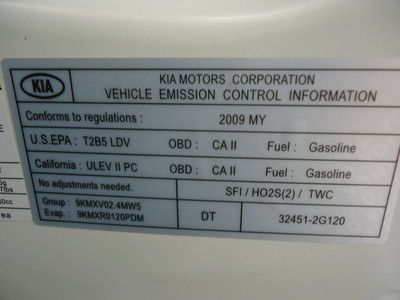 KIA
KIA MOTORS CORPORATION
VEHICLE EMISSION CONTROL INFORMATION
Conforms to regulations : 2009 MY
U.S.EPA : T2B5 LDV OBD : CA II Fuel : Gasoline
California : ULEV II PC OBD : CA II Fuel : Gasoline
No adjustments needed. SFI / HO2S(2) / TWC
Group : 9KMXV02.4MW5
Evap. : 9KMXR0120PDM DT 32451-2G120